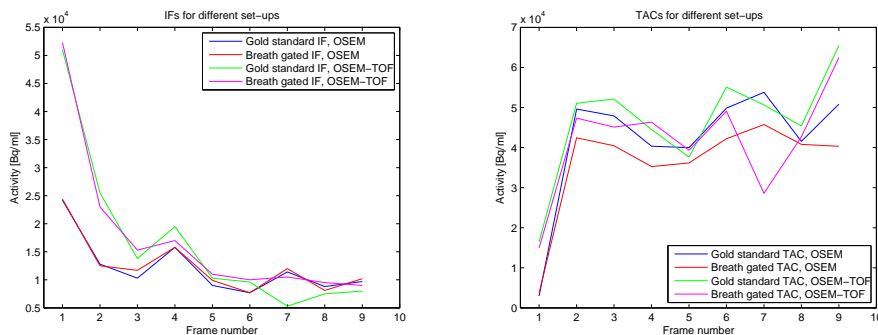 IFs for different set−ups
x 10⁴
5.5
5
4.5
4
3.5
3
2.5
2
1.5
1
0.5
Activity [Bq/ml]
Gold standard IF, OSEM
Breath gated IF, OSEM
Gold standard IF, OSEM−TOF
Breath gated IF, OSEM−TOF
1 2 3 4 5 6 7 8 9 10
Frame number
TACs for different set−ups
x 10⁴
7
6
5
4
3
2
1
0
Activity [Bq/ml]
Gold standard TAC, OSEM
Breath gated TAC, OSEM
Gold standard TAC, OSEM−TOF
Breath gated TAC, OSEM−TOF
1 2 3 4 5 6 7 8 9 10
Frame number